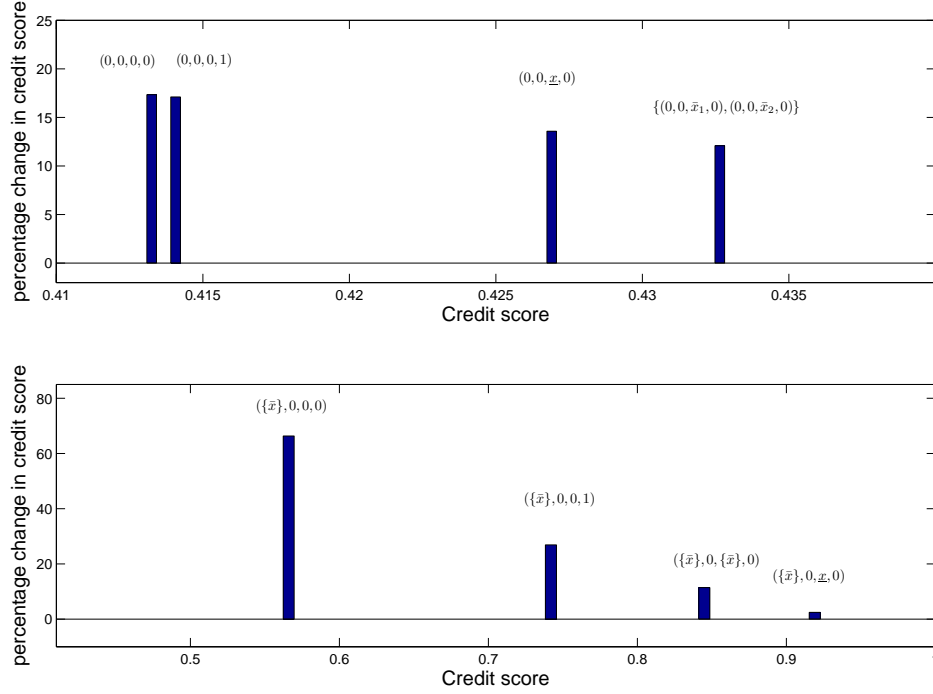 percentage change in credit score
25
20
15
10
5
0
(0,0,0,0)
(0,0,0,1)
(0,0,x̲,0)
{(0,0,x̄₁,0),(0,0,x̄₂,0)}
0.41 0.415 0.42 0.425 0.43 0.435
Credit score
percentage change in credit score
80
60
40
20
0
({x̄},0,0,0)
({x̄},0,0,1)
({x̄},0,{x̄},0)
({x̄},0,x̲,0)
0.5 0.6 0.7 0.8 0.9
Credit score